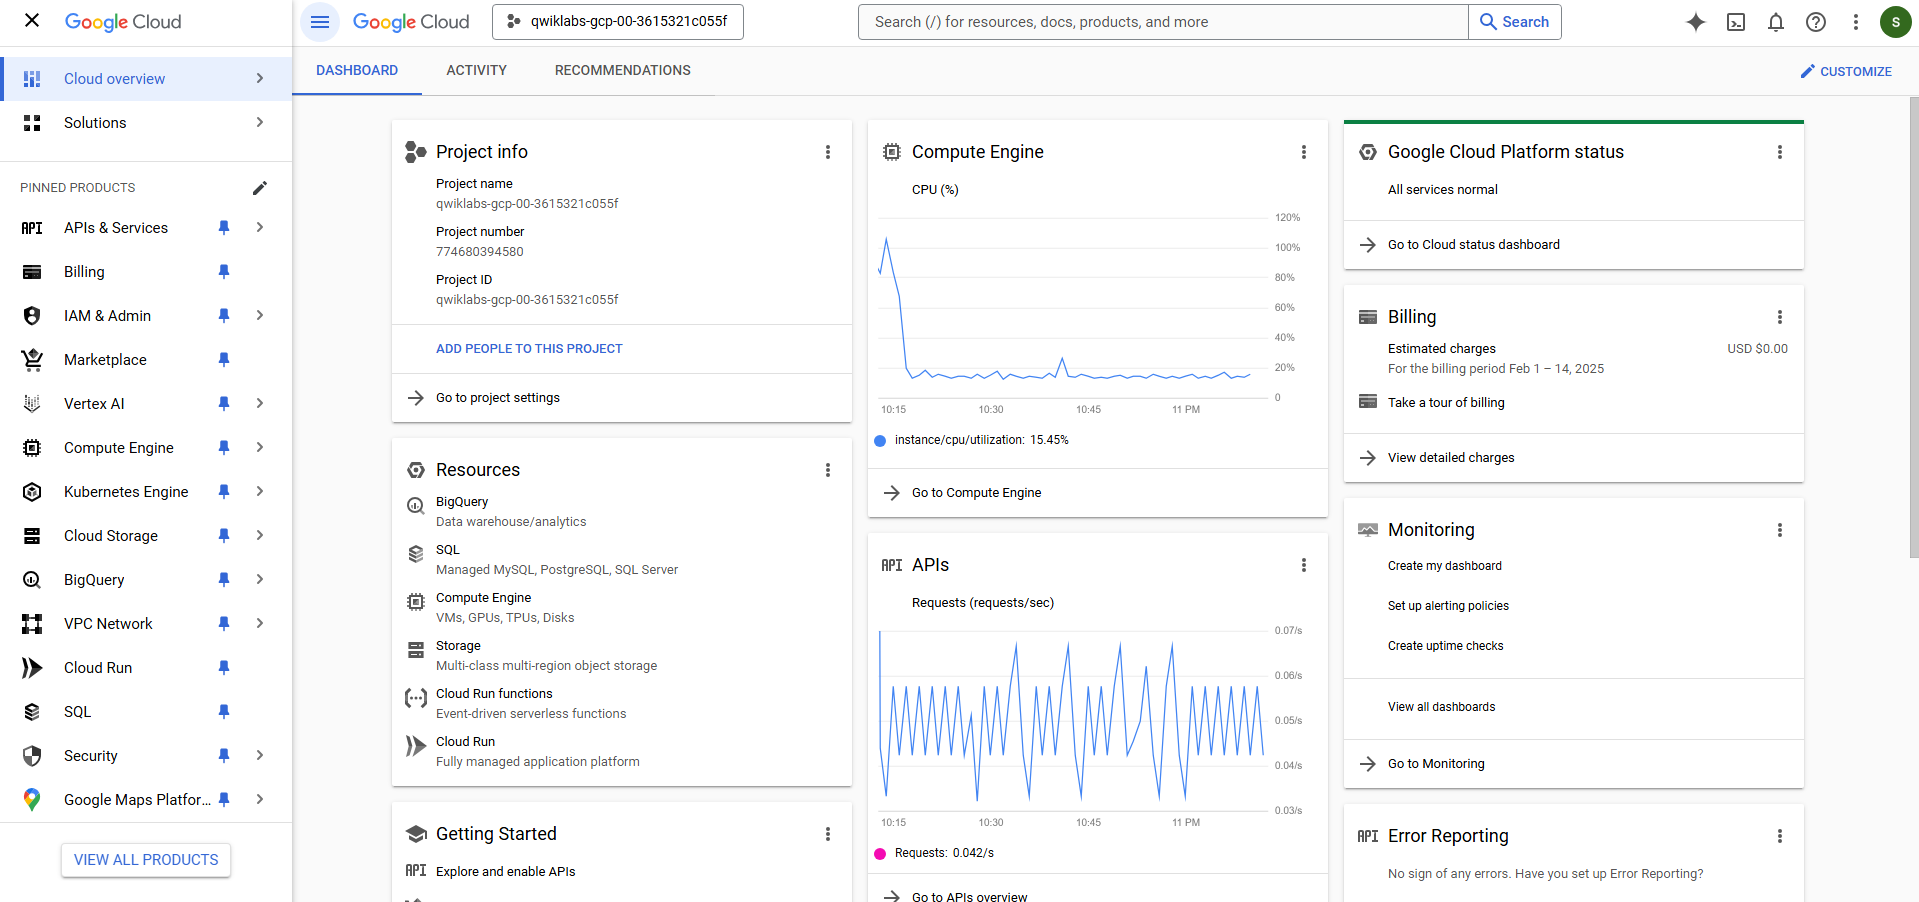 Google Cloud
Cloud overview
Solutions
PINNED PRODUCTS
APIs & Services
Billing
IAM & Admin
Marketplace
Vertex AI
Compute Engine
Kubernetes Engine
Cloud Storage
BigQuery
VPC Network
Cloud Run
SQL
Security
Google Maps Platfor...
VIEW ALL PRODUCTS
Google Cloud
qwiklabs-gcp-00-3615321c055f
Search (/) for resources, docs, products, and more
Search
S
DASHBOARD
ACTIVITY
RECOMMENDATIONS
CUSTOMIZE
Project info
Project name
qwiklabs-gcp-00-3615321c055f
Project number
774680394580
Project ID
qwiklabs-gcp-00-3615321c055f
ADD PEOPLE TO THIS PROJECT
Go to project settings
Resources
BigQuery
Data warehouse/analytics
SQL
Managed MySQL, PostgreSQL, SQL Server
Compute Engine
VMs, GPUs, TPUs, Disks
Storage
Multi-class multi-region object storage
Cloud Run functions
Event-driven serverless functions
Cloud Run
Fully managed application platform
Getting Started
API Explore and enable APIs
Compute Engine
CPU (%)
120%
100%
80%
60%
40%
20%
0
10:15 10:30 10:45 11 PM
instance/cpu/utilization: 15.45%
Go to Compute Engine
API APIs
Requests (requests/sec)
0.07/s
0.06/s
0.05/s
0.04/s
0.03/s
10:15 10:30 10:45 11 PM
Requests: 0.042/s
Go to APIs overview
Google Cloud Platform status
All services normal
Go to Cloud status dashboard
Billing
Estimated charges USD $0.00
For the billing period Feb 1 – 14, 2025
Take a tour of billing
View detailed charges
Monitoring
Create my dashboard
Set up alerting policies
Create uptime checks
View all dashboards
Go to Monitoring
API Error Reporting
No sign of any errors. Have you set up Error Reporting?